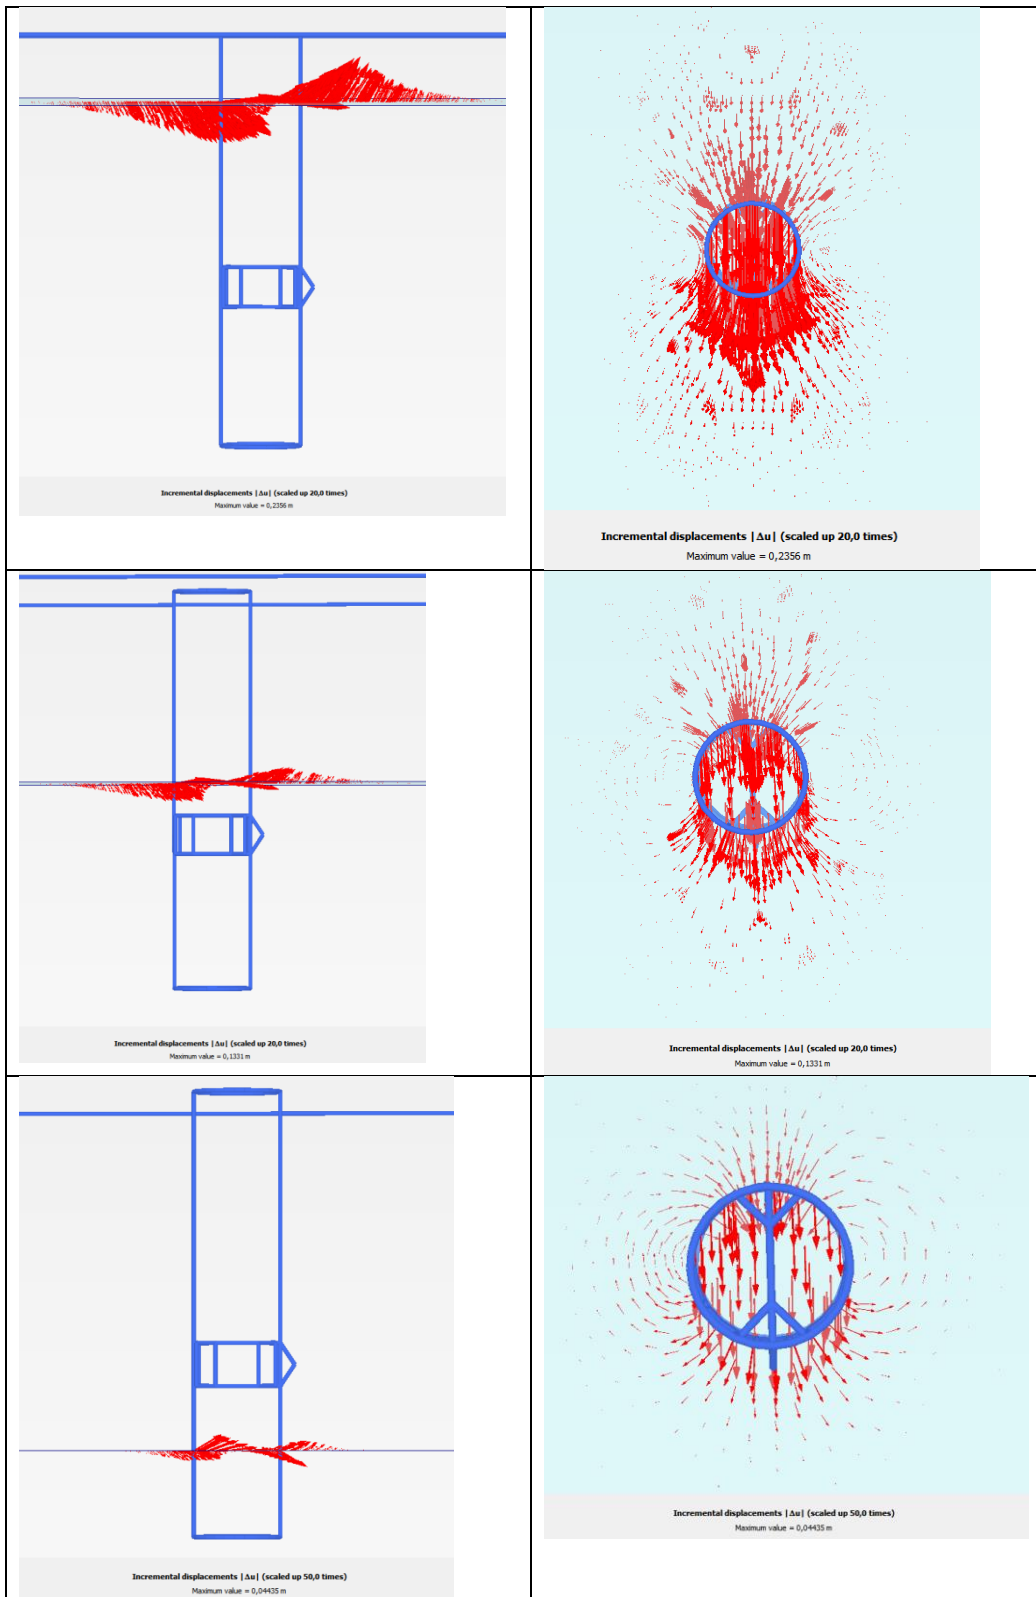 Incremental displacements |Δu| (scaled up 20,0 times)
Maximum value = 0,2356 m
Incremental displacements |Δu| (scaled up 20,0 times)
Maximum value = 0,2356 m
Incremental displacements |Δu| (scaled up 20,0 times)
Maximum value = 0,1331 m
Incremental displacements |Δu| (scaled up 20,0 times)
Maximum value = 0,1331 m
Incremental displacements |Δu| (scaled up 50,0 times)
Maximum value = 0,04435 m
Incremental displacements |Δu| (scaled up 50,0 times)
Maximum value = 0,04435 m